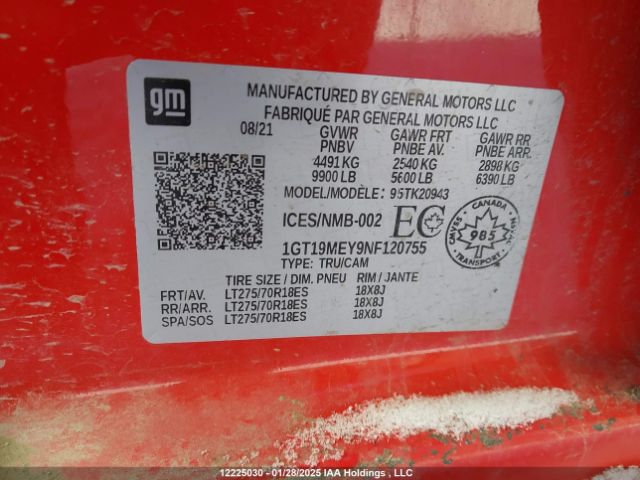 gm
MANUFACTURED BY GENERAL MOTORS LLC
FABRIQUÉ PAR GENERAL MOTORS LLC
08/21 GVWR GAWR FRT GAWR RR
PNBV PNBE AV. PNBE ARR.
4491 KG 2540 KG 2898 KG
9900 LB 5600 LB 6390 LB
MODEL/MODÈLE: 95TK20943
ICES/NMB-002 EC
CANADA
CMVSS 985 NSVAC
TRANSPORT
1GT19MEY9NF120755
TYPE: TRU/CAM
TIRE SIZE / DIM. PNEU RIM / JANTE
FRT/AV. LT275/70R18ES 18X8J
RR/ARR. LT275/70R18ES 18X8J
SPA/SOS LT275/70R18ES 18X8J
12225030 - 01/28/2025 IAA Holdings , LLC